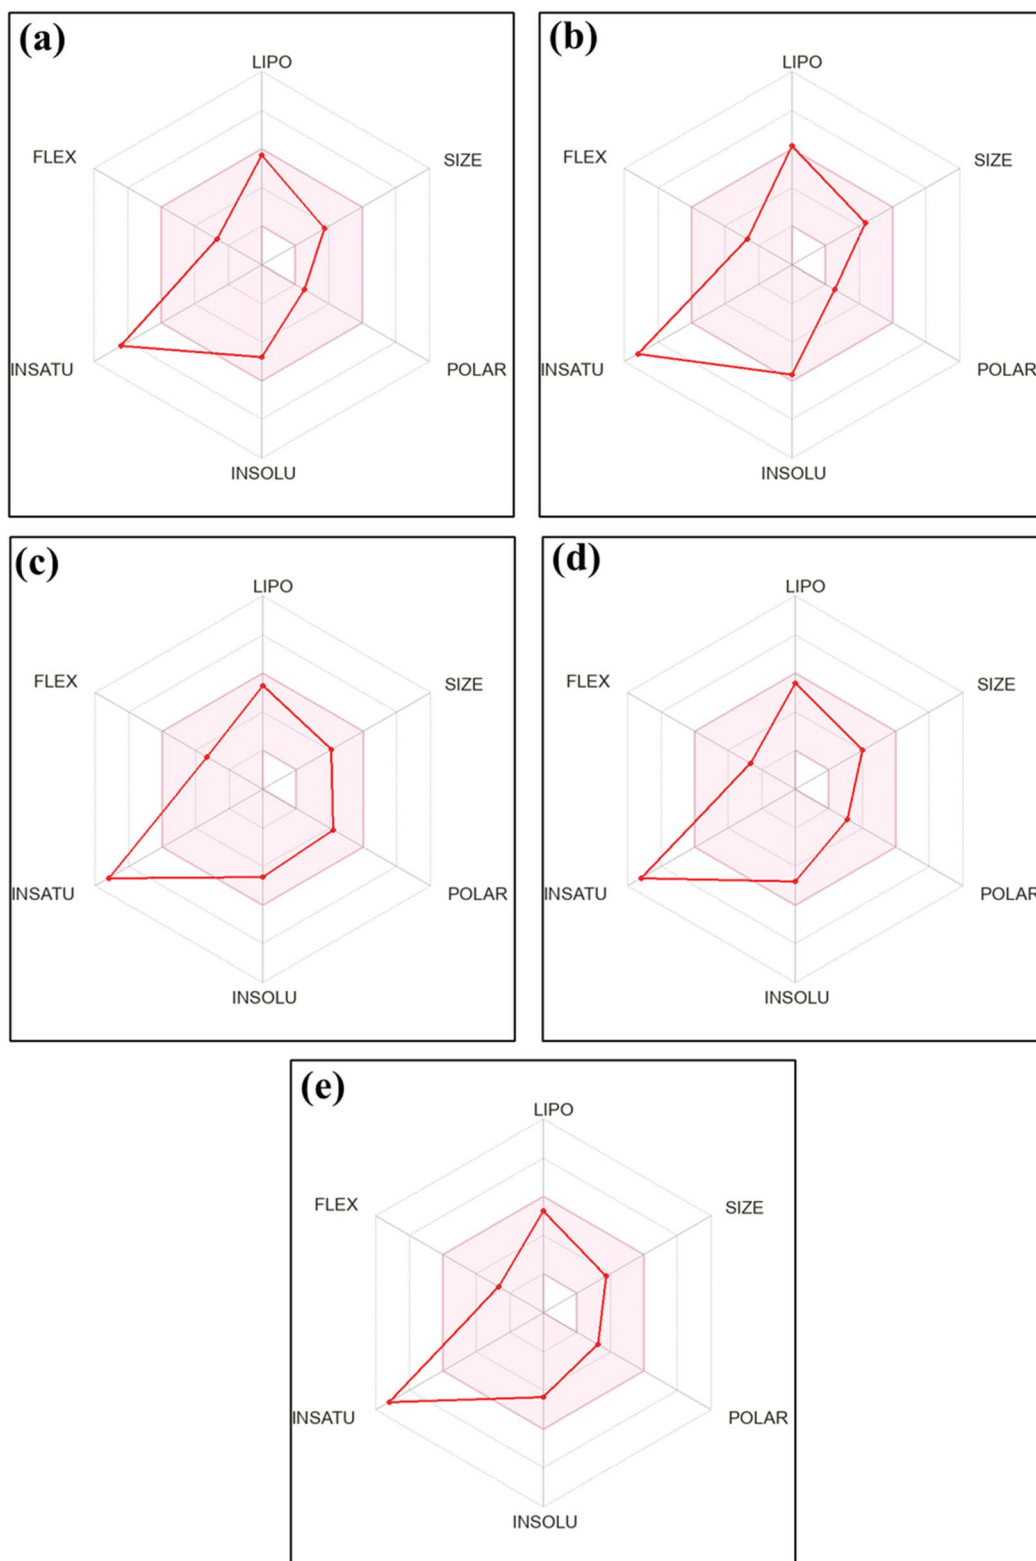 (a)
LIPO
FLEX
SIZE
INSATU
POLAR
INSOLU
(b)
LIPO
FLEX
SIZE
INSATU
POLAR
INSOLU
(c)
LIPO
FLEX
SIZE
INSATU
POLAR
INSOLU
(d)
LIPO
FLEX
SIZE
INSATU
POLAR
INSOLU
(e)
LIPO
FLEX
SIZE
INSATU
POLAR
INSOLU